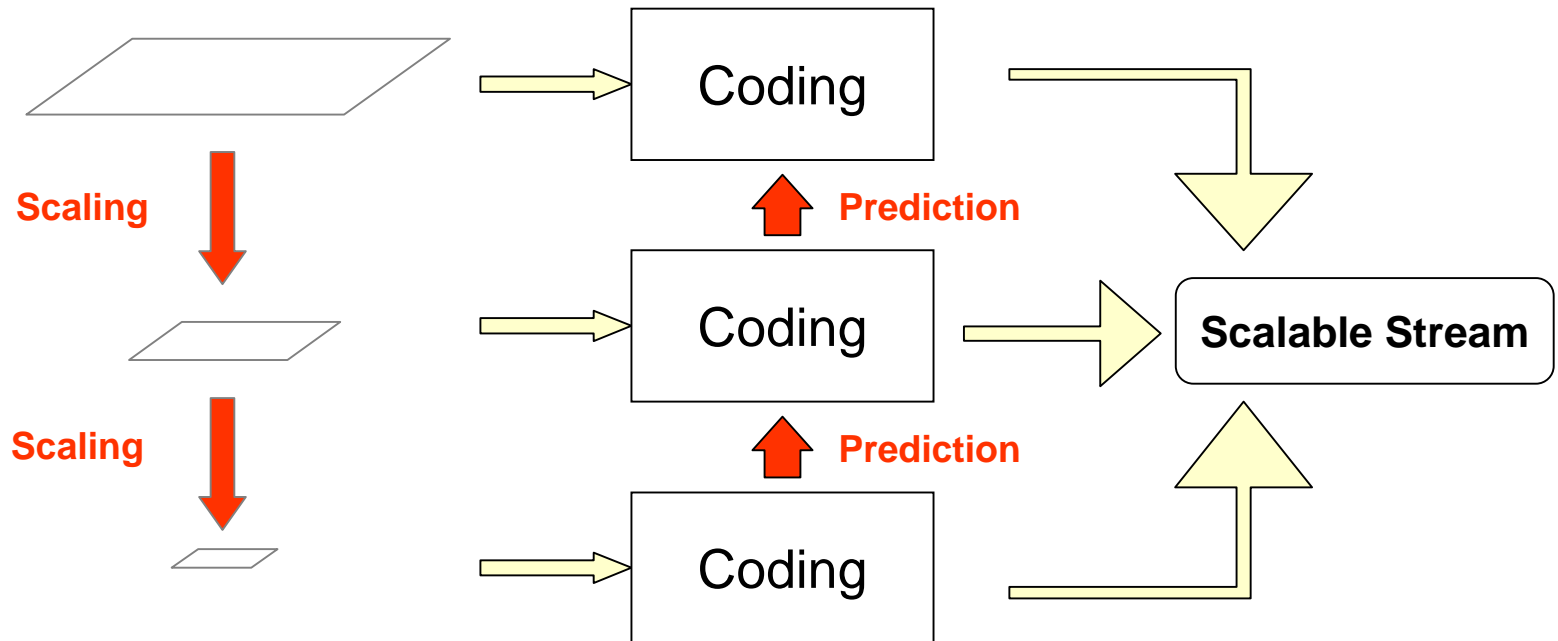 Coding
Scaling
Prediction
Coding
Scalable Stream
Scaling
Prediction
Coding